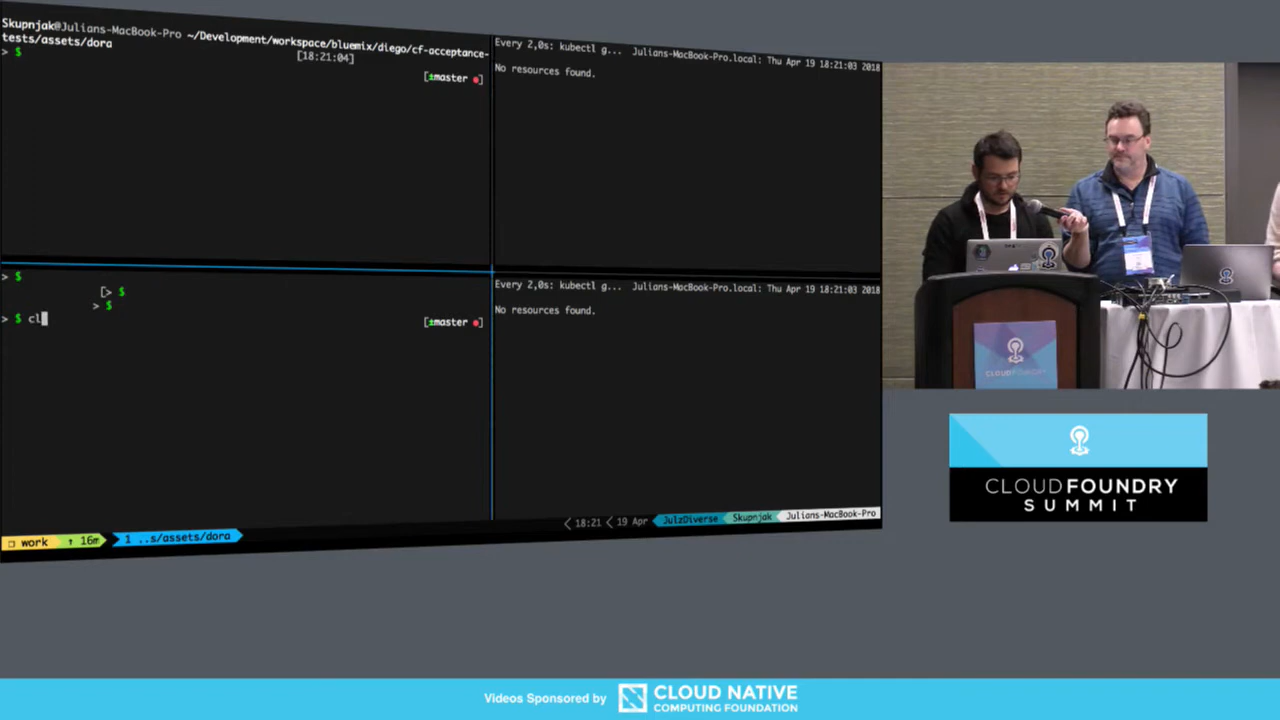 Skupnjak@Julians-MacBook-Pro ~/Development/workspace/bluemix/diego/cf-acceptance-
tests/assets/dora [18:21:04]
> $ [±master ●]
Every 2,0s: kubectl g... Julians-MacBook-Pro.local: Thu Apr 19 18:21:03 2018
No resources found.
> $
[> $
> $
> $ cl [±master ●]
Every 2,0s: kubectl g... Julians-MacBook-Pro.local: Thu Apr 19 18:21:03 2018
No resources found.
❐ work ↑ 16m 1 ..s/assets/dora
18:21 19 Apr JulzDiverse Skupnjak Julians-MacBook-Pro
CLOUDFOUNDRY
CLOUDFOUNDRY
SUMMIT
Videos Sponsored by
CLOUD NATIVE
COMPUTING FOUNDATION